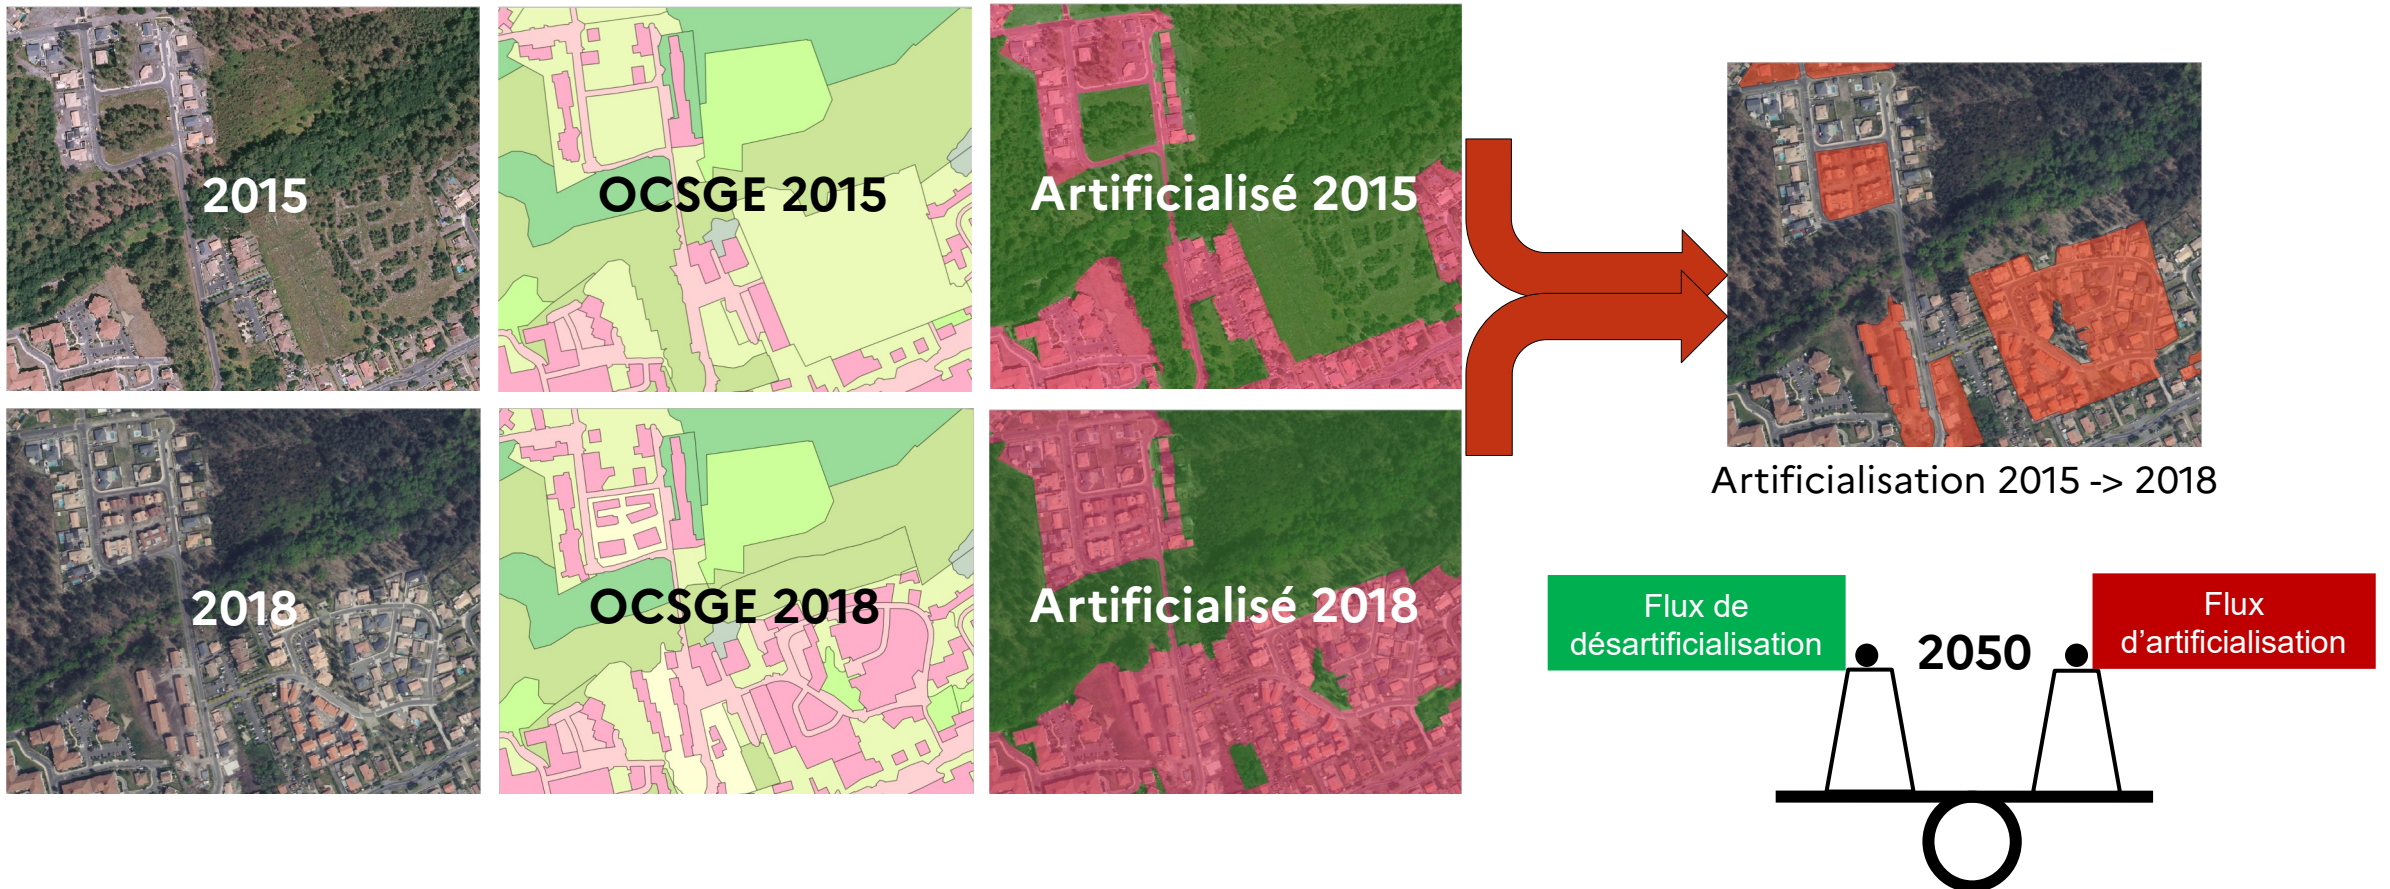 2015
OCSGE 2015
Artificialisé 2015
2018
OCSGE 2018
Artificialisé 2018
Artificialisation 2015 -> 2018
Flux de
désartificialisation
2050
Flux
d’artificialisation